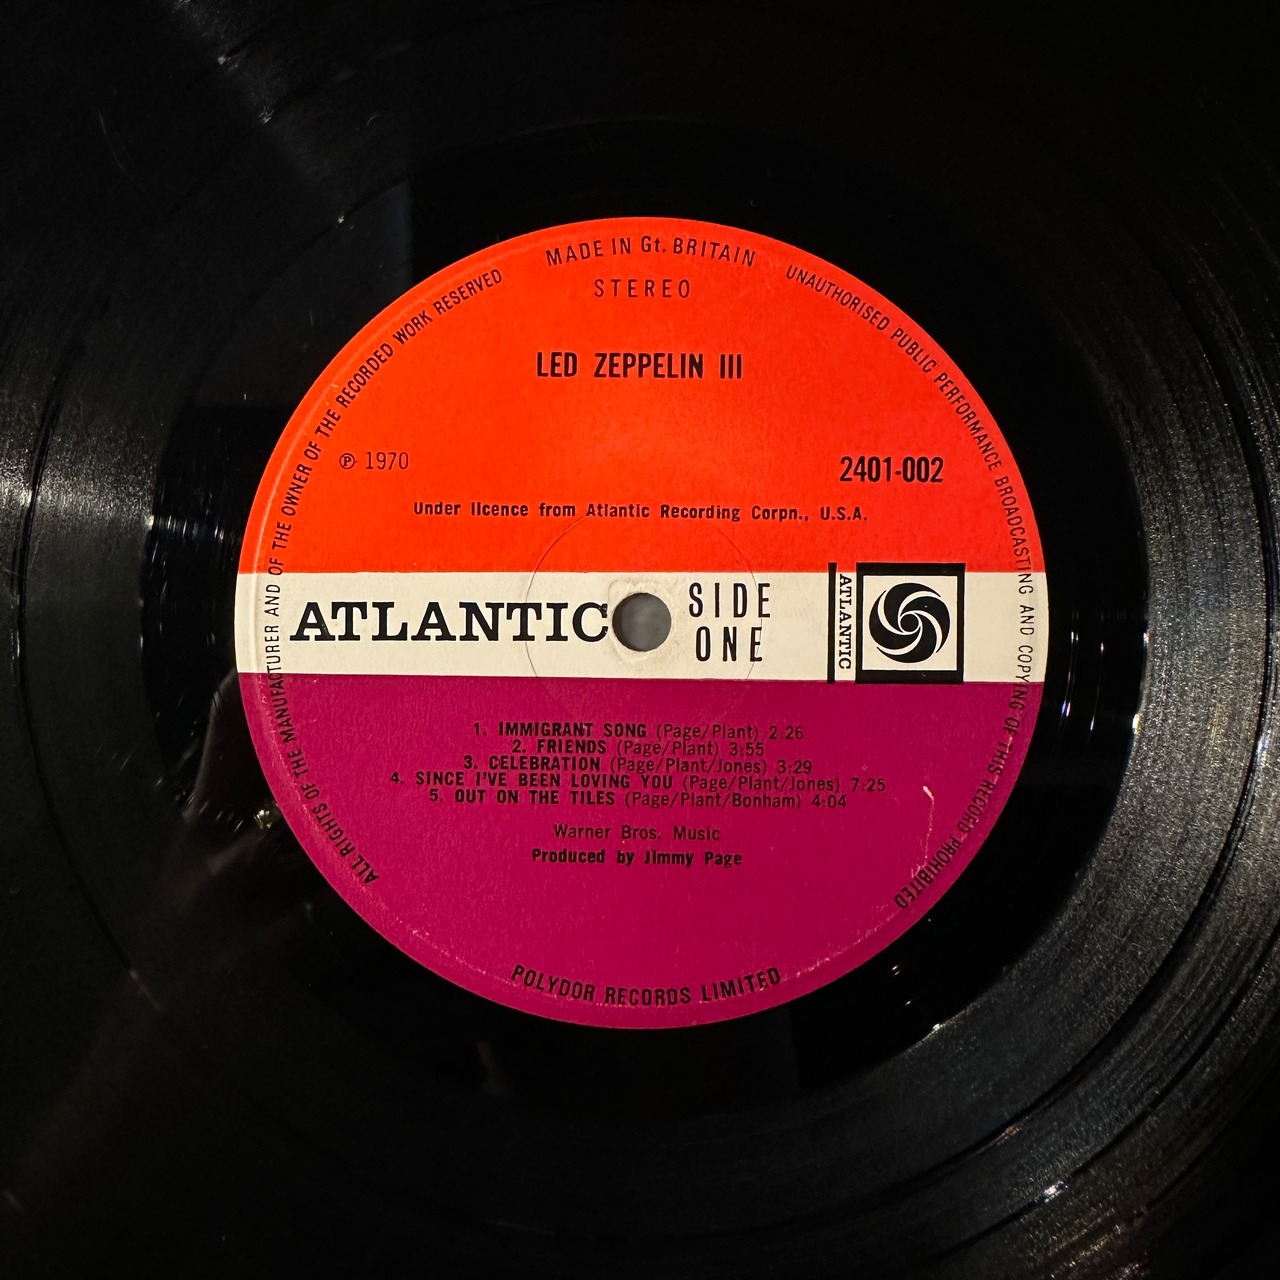 MADE IN Gt. BRITAIN
UNAUTHORISED PUBLIC PERFORMANCE BROADCASTING AND COPYING OF THIS RECORD PROHIBITED
ALL RIGHTS OF THE MANUFACTURER AND OF THE OWNER OF THE RECORDED WORK RESERVED
STEREO
LED ZEPPELIN III
℗ 1970
2401-002
Under licence from Atlantic Recording Corpn., U.S.A.
ATLANTIC
SIDE
ONE
ATLANTIC
1. IMMIGRANT SONG (Page/Plant) 2:26
2. FRIENDS (Page/Plant) 3:55
3. CELEBRATION (Page/Plant/Jones) 3:29
4. SINCE I'VE BEEN LOVING YOU (Page/Plant/Jones) 7:25
5. OUT ON THE TILES (Page/Plant/Bonham) 4:04
Warner Bros. Music
Produced by Jimmy Page
POLYDOR RECORDS LIMITED